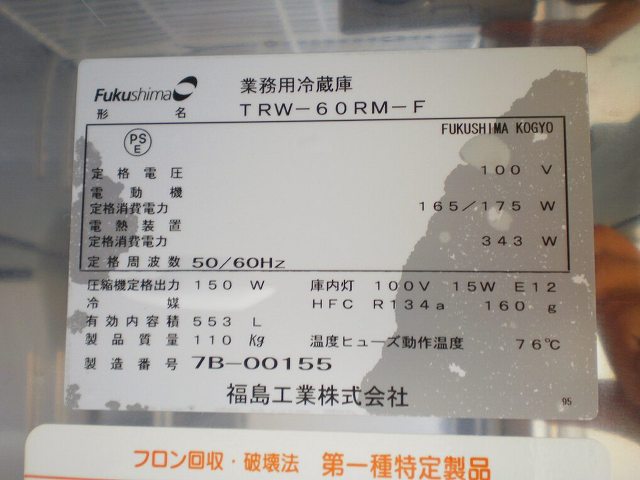 Fukushima 業務用冷蔵庫
形 名 TRW-60RM-F
PS E FUKUSHIMA KOGYO
定格電圧 100 V
電動機
定格消費電力 165/175 W
電熱装置
定格消費電力 343 W
定格周波数 50/60Hz
圧縮機定格出力 150 W 庫内灯 100V 15W E12
冷 媒 HFC R134a 160 g
有効内容積 553 L
製品質量 110 Kg 温度ヒューズ動作温度 76℃
製造番号 7B-00155
福島工業株式会社
95
フロン回収・破壊法 第一種特定製品